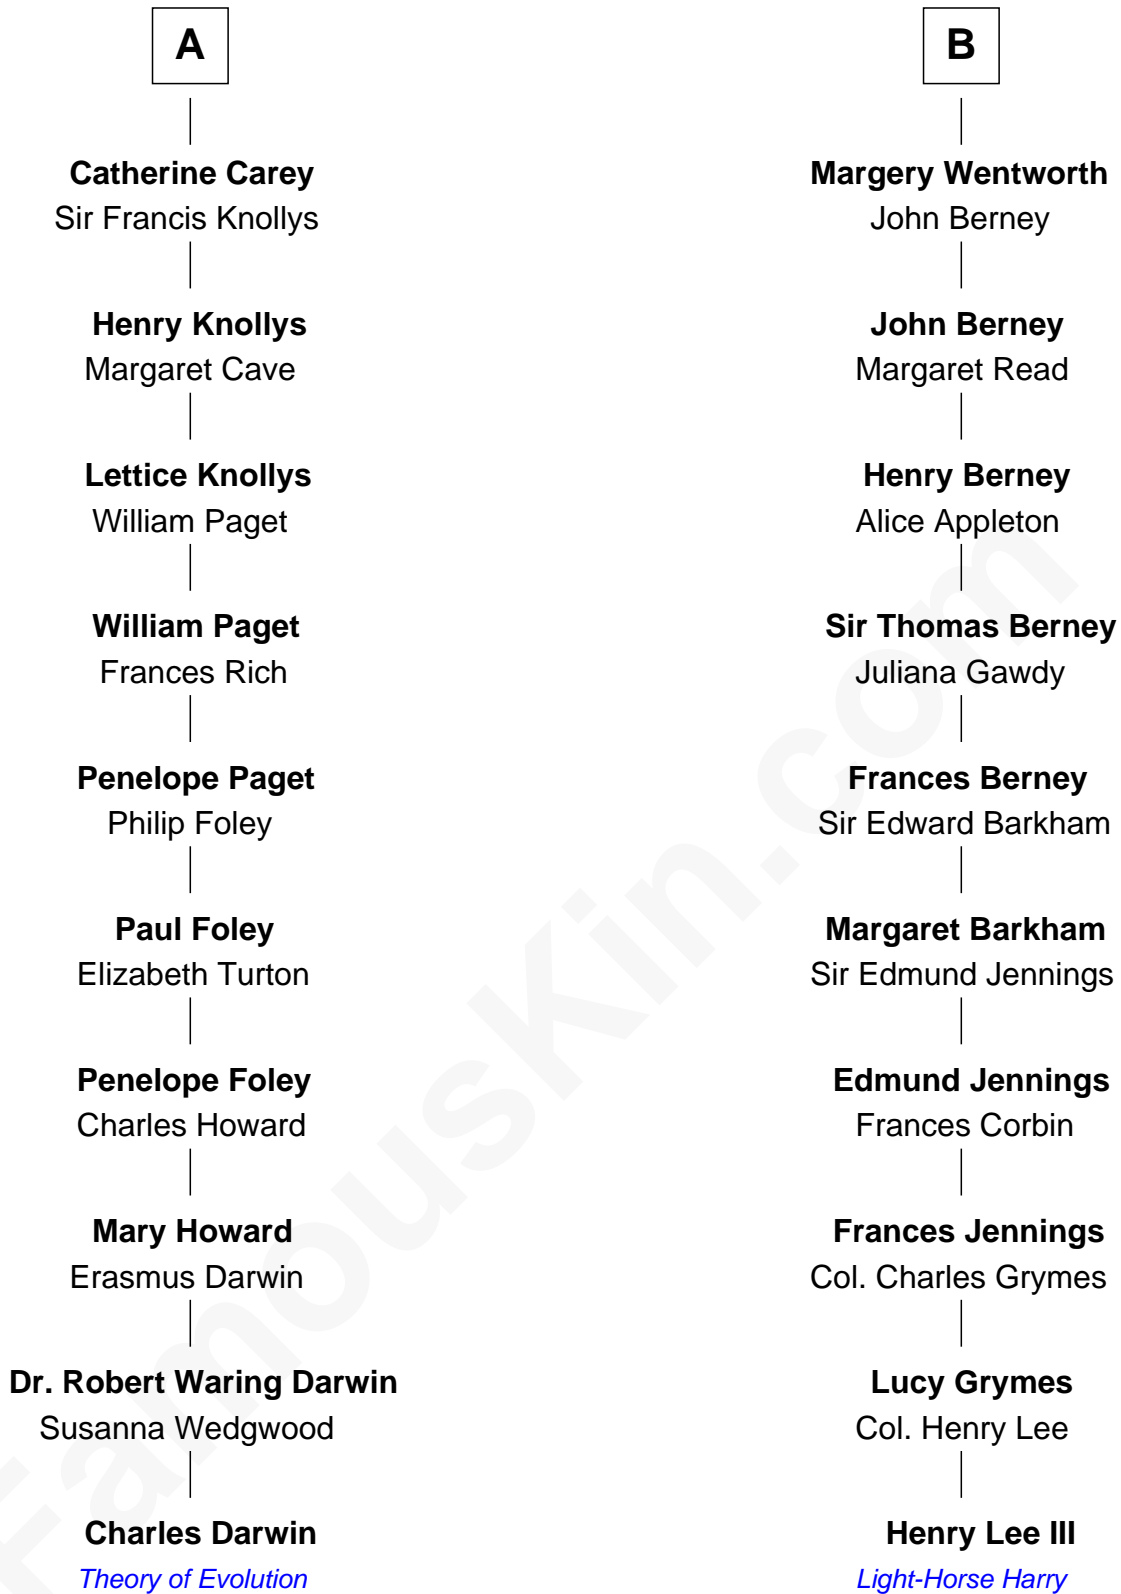 A
Catherine Carey
Sir Francis Knollys
Henry Knollys
Margaret Cave
Lettice Knollys
William Paget
William Paget
Frances Rich
Penelope Paget
Philip Foley
Paul Foley
Elizabeth Turton
Penelope Foley
Charles Howard
Mary Howard
Erasmus Darwin
Dr. Robert Waring Darwin
Susanna Wedgwood
Charles Darwin
Theory of Evolution
B
Margery Wentworth
John Berney
John Berney
Margaret Read
Henry Berney
Alice Appleton
Sir Thomas Berney
Juliana Gawdy
Frances Berney
Sir Edward Barkham
Margaret Barkham
Sir Edmund Jennings
Edmund Jennings
Frances Corbin
Frances Jennings
Col. Charles Grymes
Lucy Grymes
Col. Henry Lee
Henry Lee III
Light-Horse Harry
FamousKin.com